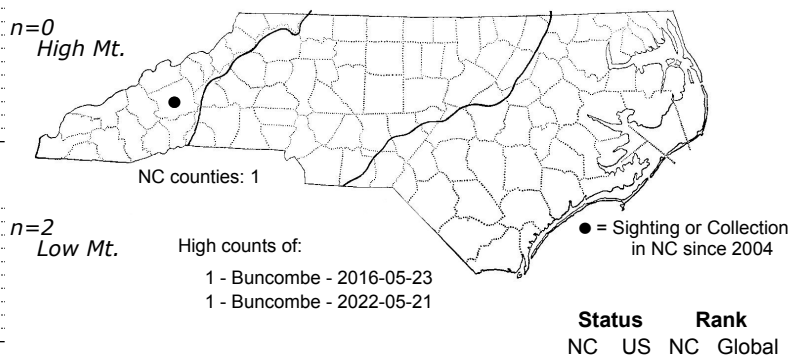 n=0
High Mt.
NC counties: 1
n=2
Low Mt.
High counts of:
1 - Buncombe - 2016-05-23
1 - Buncombe - 2022-05-21
● = Sighting or Collection
in NC since 2004
Status Rank
NC US NC Global